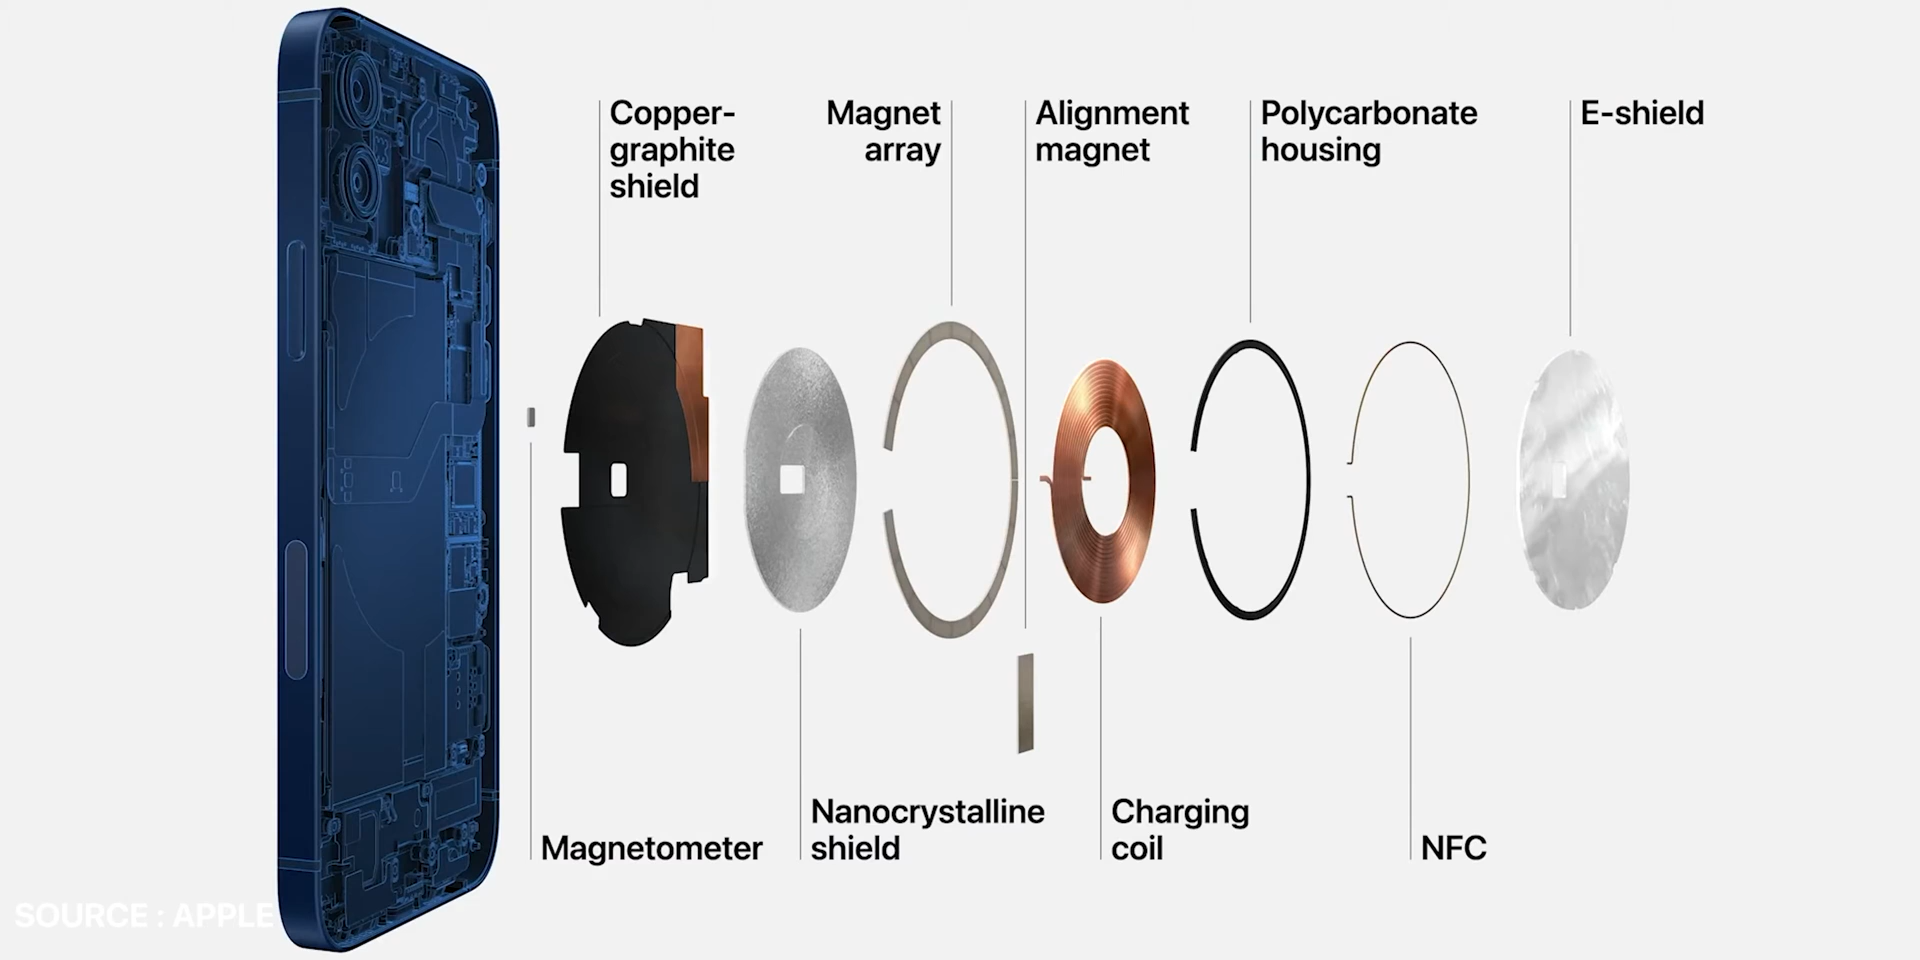 Copper-
graphite
shield
Magnet
array
Alignment
magnet
Polycarbonate
housing
E-shield
Magnetometer
Nanocrystalline
shield
Charging
coil
NFC
SOURCE : APPLE